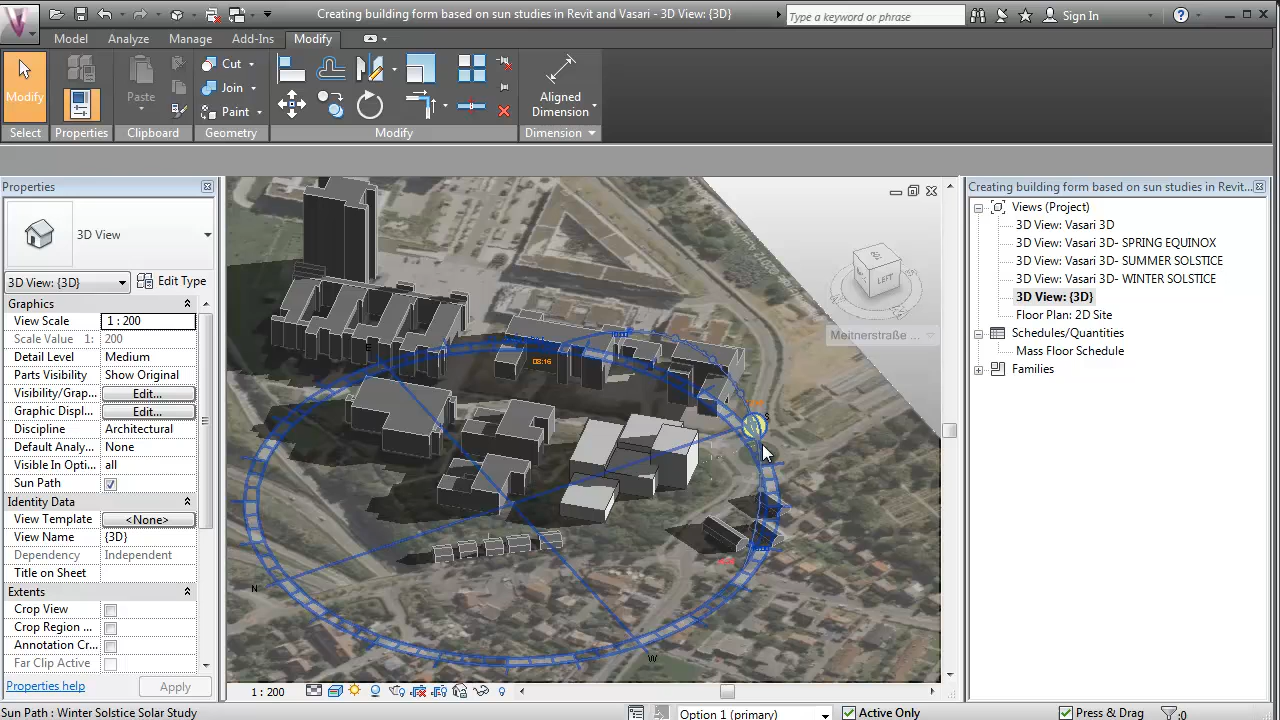 Creating building form based on sun studies in Revit and Vasari - 3D View: {3D}
Type a keyword or phrase
Sign In
Model Analyze Manage Add-Ins Modify
Modify
Paste
Cut
Join
Paint
Aligned
Dimension
Select Properties Clipboard Geometry Modify Dimension
Properties
3D View
3D View: {3D}
Edit Type
Graphics
View Scale 1 : 200
Scale Value 1: 200
Detail Level Medium
Parts Visibility Show Original
Visibility/Grap... Edit...
Graphic Displ... Edit...
Discipline Architectural
Default Analy... None
Visible In Opti... all
Sun Path
Identity Data
View Template <None>
View Name {3D}
Dependency Independent
Title on Sheet
Extents
Crop View
Crop Region ...
Annotation Cr...
Far Clip Active
Properties help
Apply
LEFT
Meitnerstraße ...
E
08:16
S
N
W
1 : 200
Creating building form based on sun studies in Revit...
Views (Project)
3D View: Vasari 3D
3D View: Vasari 3D- SPRING EQUINOX
3D View: Vasari 3D- SUMMER SOLSTICE
3D View: Vasari 3D- WINTER SOLSTICE
3D View: {3D}
Floor Plan: 2D Site
Schedules/Quantities
Mass Floor Schedule
Families
Sun Path : Winter Solstice Solar Study
Option 1 (primary)
Active Only
Press & Drag
:0